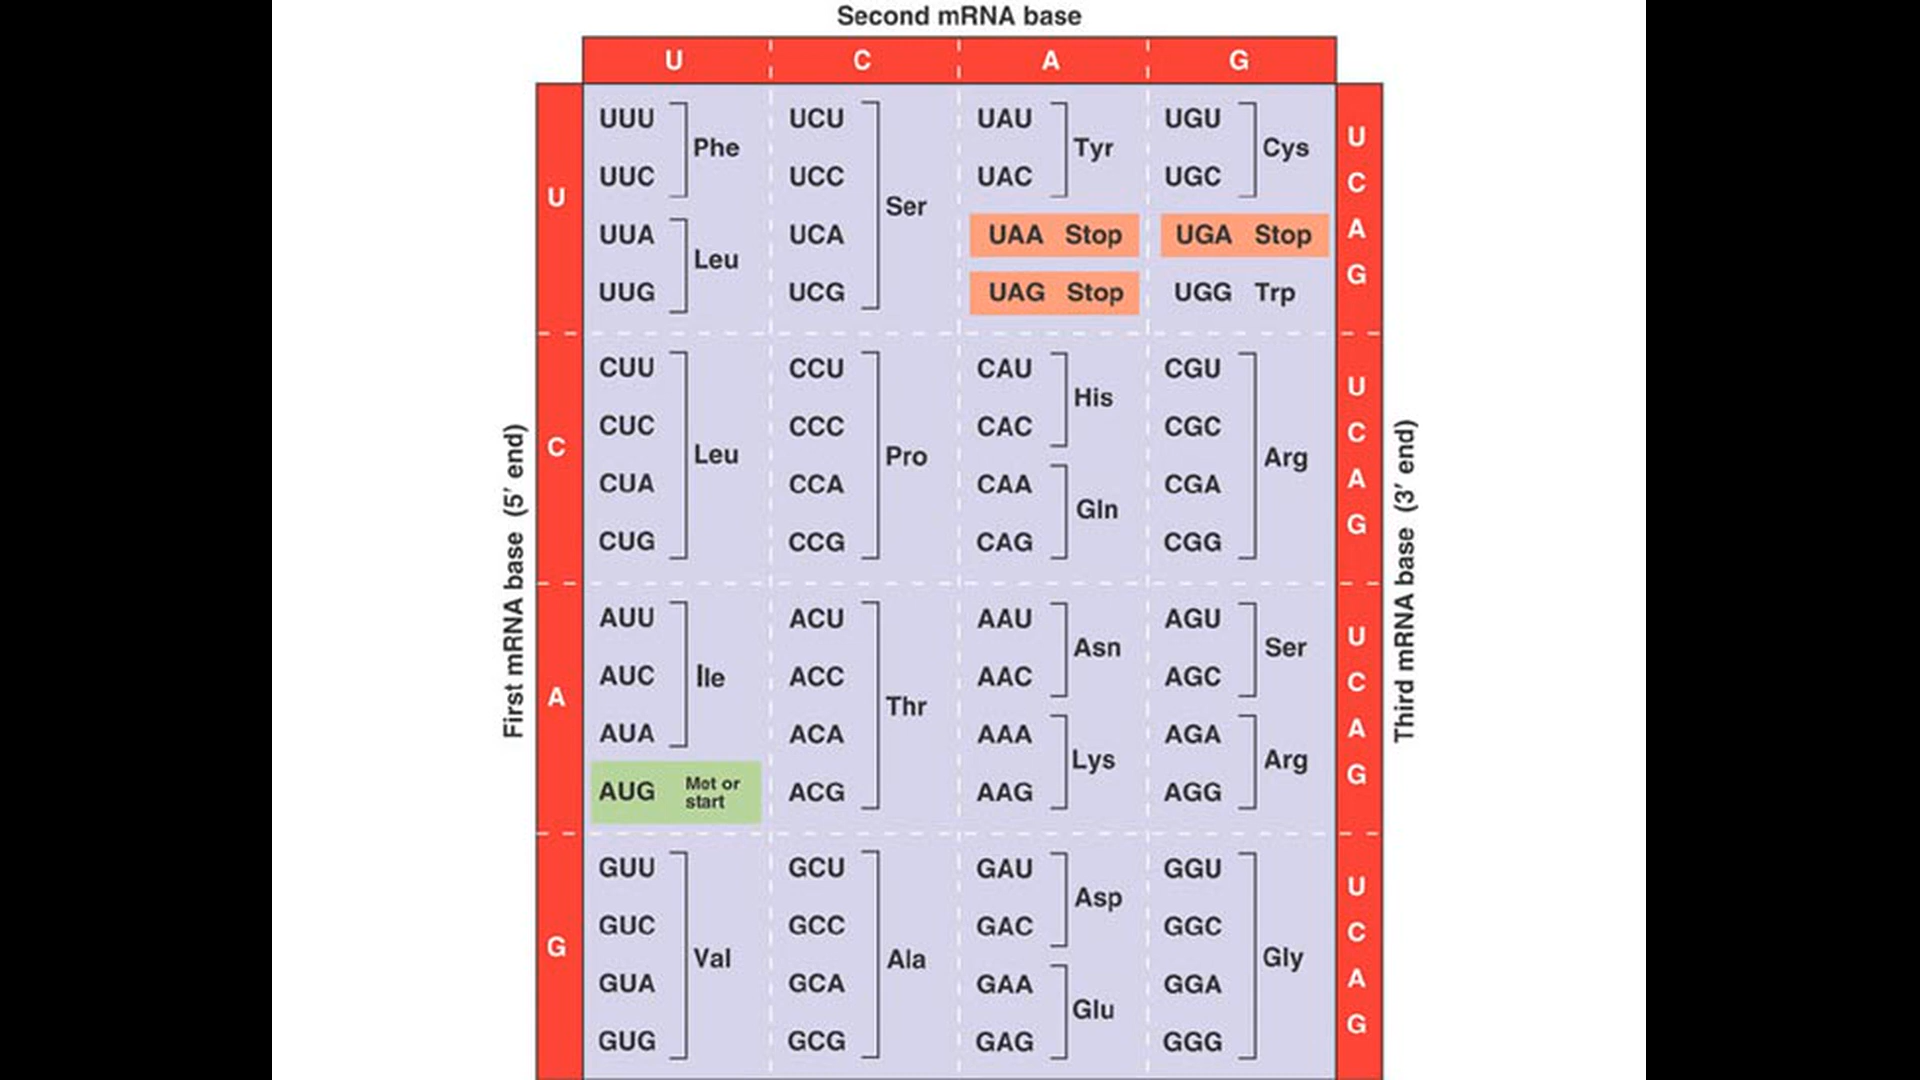 Second mRNA base
U C A G
First mRNA base (5′ end)
U
UUU
UUC
Phe
UUA
UUG
Leu
UCU
UCC
UCA
UCG
Ser
UAU
UAC
Tyr
UAA Stop
UAG Stop
UGU
UGC
Cys
UGA Stop
UGG Trp
U
C
A
G
C
CUU
CUC
CUA
CUG
Leu
CCU
CCC
CCA
CCG
Pro
CAU
CAC
His
CAA
CAG
Gln
CGU
CGC
CGA
CGG
Arg
U
C
A
G
A
AUU
AUC
AUA
Ile
AUG Met or
start
ACU
ACC
ACA
ACG
Thr
AAU
AAC
Asn
AAA
AAG
Lys
AGU
AGC
Ser
AGA
AGG
Arg
U
C
A
G
G
GUU
GUC
GUA
GUG
Val
GCU
GCC
GCA
GCG
Ala
GAU
GAC
Asp
GAA
GAG
Glu
GGU
GGC
GGA
GGG
Gly
U
C
A
G
Third mRNA base (3′ end)